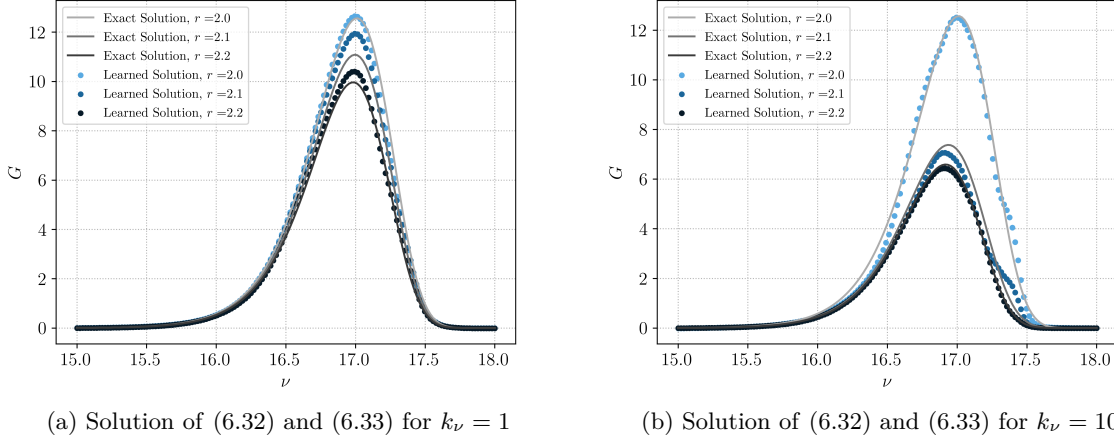 Exact Solution, r =2.0
Exact Solution, r =2.1
Exact Solution, r =2.2
Learned Solution, r =2.0
Learned Solution, r =2.1
Learned Solution, r =2.2
12
10
8
6
4
2
0
G
15.0 15.5 16.0 16.5 17.0 17.5 18.0
ν
(a) Solution of (6.32) and (6.33) for kν = 1
Exact Solution, r =2.0
Exact Solution, r =2.1
Exact Solution, r =2.2
Learned Solution, r =2.0
Learned Solution, r =2.1
Learned Solution, r =2.2
12
10
8
6
4
2
0
G
15.0 15.5 16.0 16.5 17.0 17.5 18.0
ν
(b) Solution of (6.32) and (6.33) for kν = 10